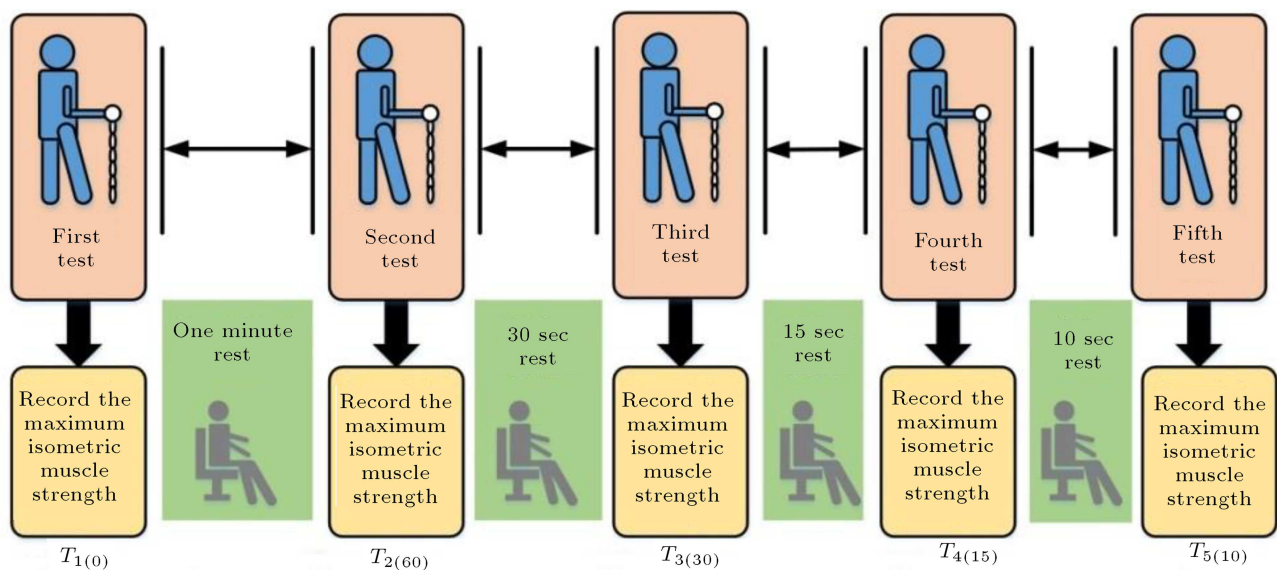 First
test
Second
test
Third
test
Fourth
test
Fifth
test
One minute
rest
30 sec
rest
15 sec
rest
10 sec
rest
Record the
maximum
isometric
muscle
strength
Record the
maximum
isometric
muscle
strength
Record the
maximum
isometric
muscle
strength
Record the
maximum
isometric
muscle
strength
Record the
maximum
isometric
muscle
strength
T1(0)
T2(60)
T3(30)
T4(15)
T5(10)